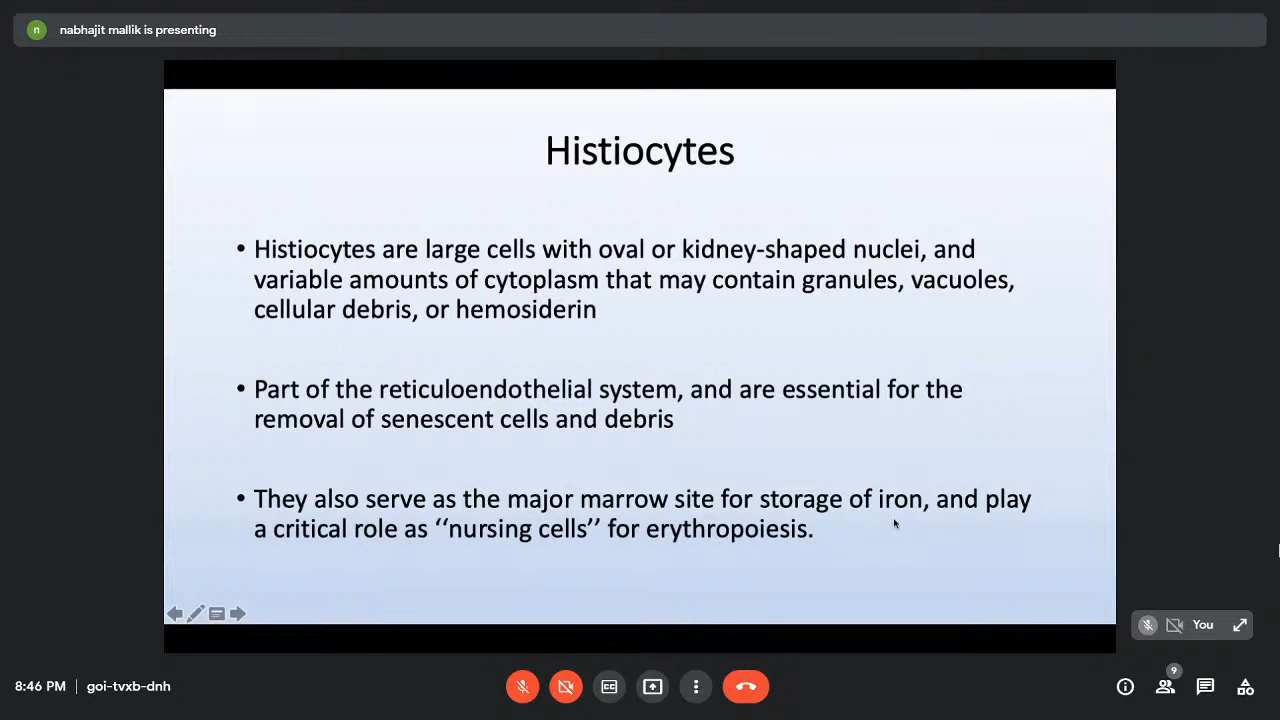 n nabhajit mallik is presenting
Histiocytes
• Histiocytes are large cells with oval or kidney-shaped nuclei, and
variable amounts of cytoplasm that may contain granules, vacuoles,
cellular debris, or hemosiderin
• Part of the reticuloendothelial system, and are essential for the
removal of senescent cells and debris
• They also serve as the major marrow site for storage of iron, and play
a critical role as ‘‘nursing cells’’ for erythropoiesis.
You
8:46 PM | goi-tvxb-dnh
CC
9